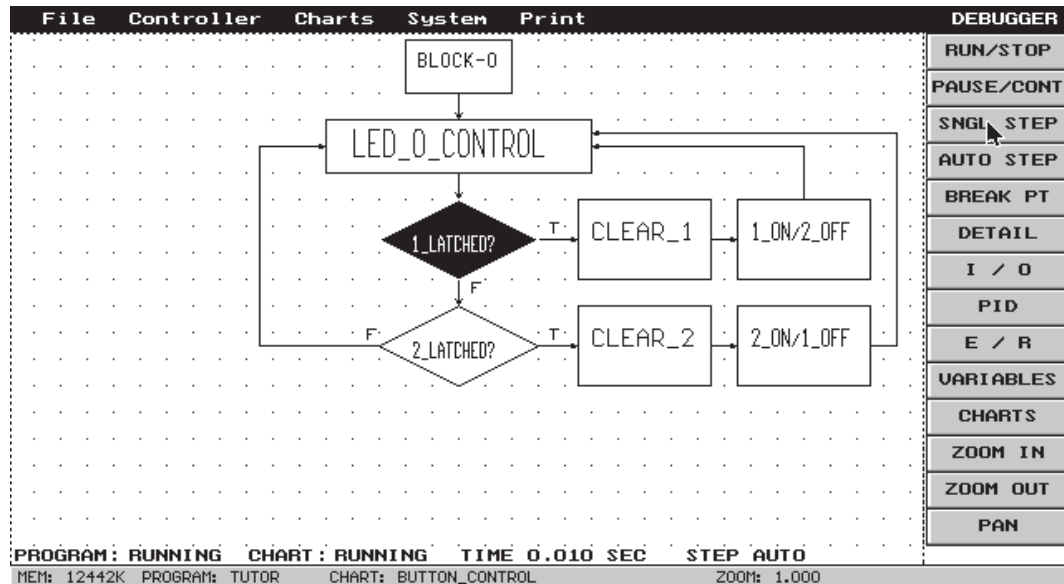 File Controller Charts System Print
DEBUGGER
BLOCK-0
LED_0_CONTROL
1_LATCHED?
T
CLEAR_1
1_ON/2_OFF
F
2_LATCHED?
F
T
CLEAR_2
2_ON/1_OFF
RUN/STOP
PAUSE/CONT
SNGL STEP
AUTO STEP
BREAK PT
DETAIL
I / O
PID
E / R
VARIABLES
CHARTS
ZOOM IN
ZOOM OUT
PAN
PROGRAM: RUNNING CHART: RUNNING TIME 0.010 SEC STEP AUTO
MEM: 12442K PROGRAM: TUTOR CHART: BUTTON_CONTROL ZOOM: 1.000